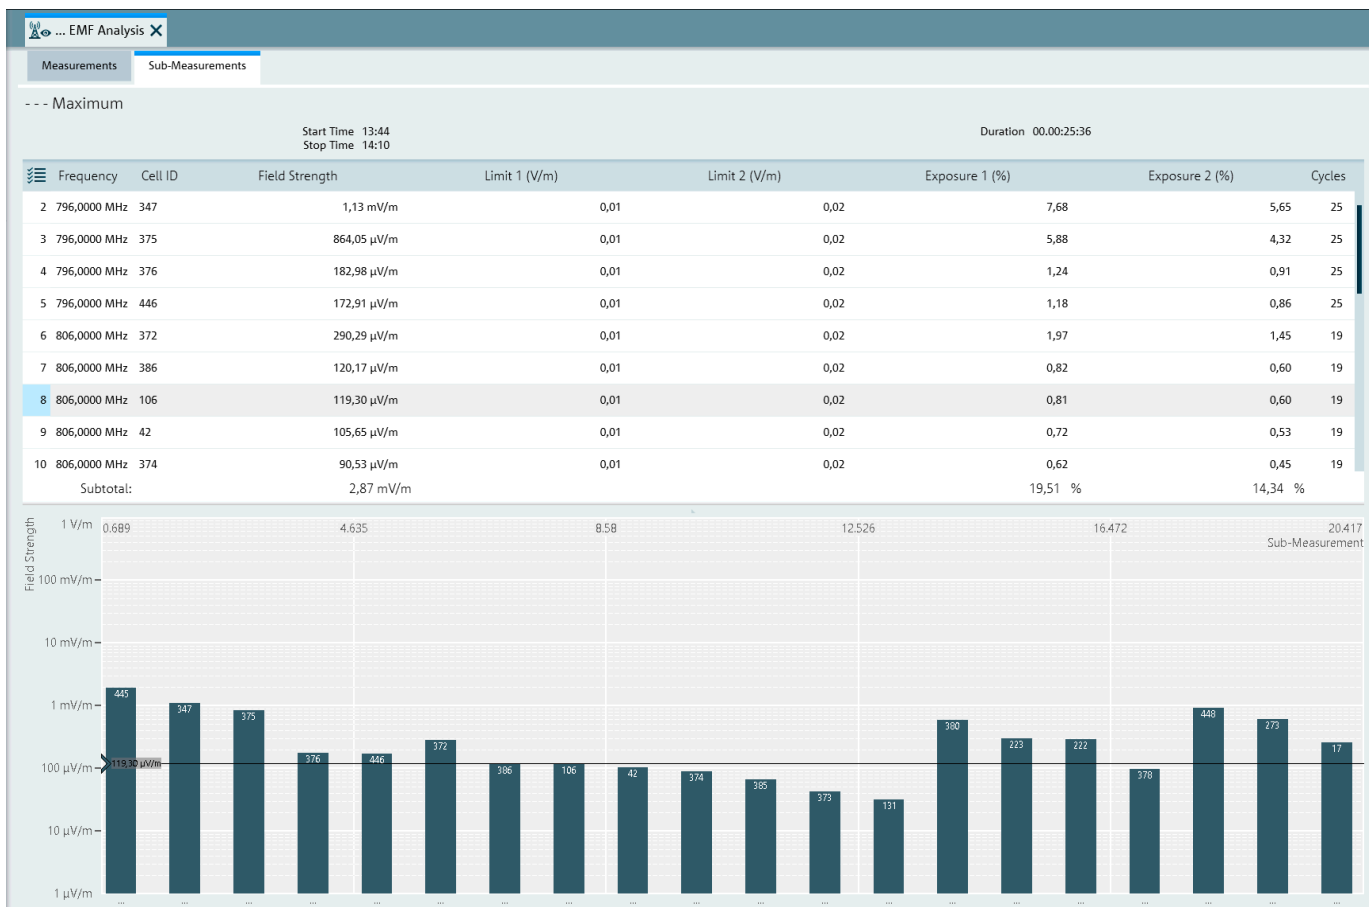 ... EMF Analysis
Measurements Sub-Measurements
- - - Maximum
Start Time 13:44 Duration 00.00:25:36
Stop Time 14:10
Frequency Cell ID Field Strength Limit 1 (V/m) Limit 2 (V/m) Exposure 1 (%) Exposure 2 (%) Cycles
2 796,0000 MHz 347 1,13 mV/m 0,01 0,02 7,68 5,65 25
3 796,0000 MHz 375 864,05 µV/m 0,01 0,02 5,88 4,32 25
4 796,0000 MHz 376 182,98 µV/m 0,01 0,02 1,24 0,91 25
5 796,0000 MHz 446 172,91 µV/m 0,01 0,02 1,18 0,86 25
6 806,0000 MHz 372 290,29 µV/m 0,01 0,02 1,97 1,45 19
7 806,0000 MHz 386 120,17 µV/m 0,01 0,02 0,82 0,60 19
8 806,0000 MHz 106 119,30 µV/m 0,01 0,02 0,81 0,60 19
9 806,0000 MHz 42 105,65 µV/m 0,01 0,02 0,72 0,53 19
10 806,0000 MHz 374 90,53 µV/m 0,01 0,02 0,62 0,45 19
Subtotal: 2,87 mV/m 19,51 % 14,34 %
Field Strength
1 V/m 0.689 4.635 8.58 12.526 16.472 20.417
Sub-Measurement
100 mV/m
10 mV/m
1 mV/m
100 µV/m
10 µV/m
1 µV/m
119,30 µV/m
445 347 375 376 446 372 386 106 42 374 385 373 131 380 223 222 378 448 273 17
... ... ... ... ... ... ... ... ... ... ... ... ... ... ... ... ... ... ... ...